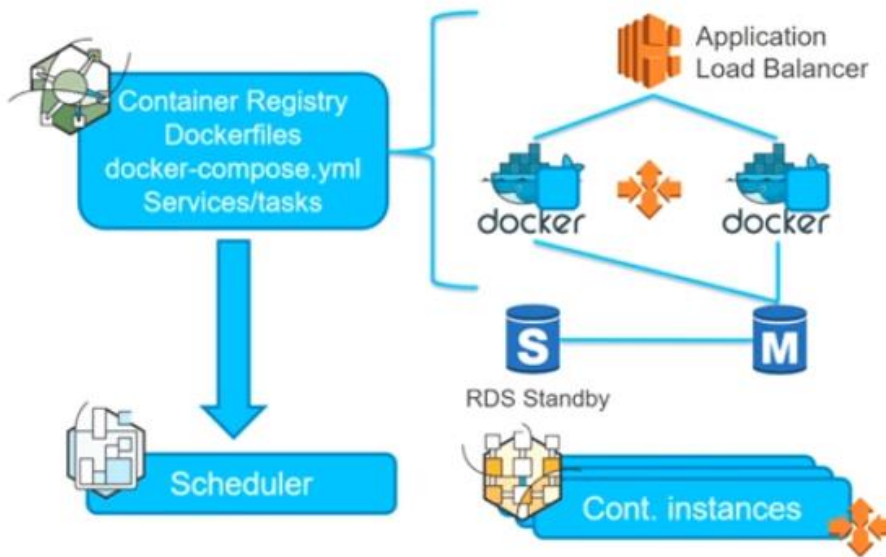 Container Registry
Dockerfiles
docker-compose.yml
Services/tasks
Application
Load Balancer
docker
docker
S
M
RDS Standby
Scheduler
Cont. instances